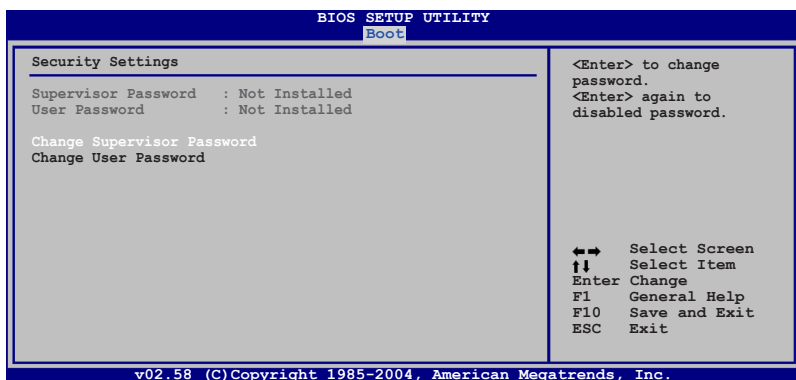 BIOS SETUP UTILITY
Boot
Security Settings
Supervisor Password : Not Installed
User Password : Not Installed
Change Supervisor Password
Change User Password
<Enter> to change
password.
<Enter> again to
disabled password.
←→ Select Screen
↑↓ Select Item
Enter Change
F1 General Help
F10 Save and Exit
ESC Exit
v02.58 (C)Copyright 1985-2004, American Megatrends, Inc.